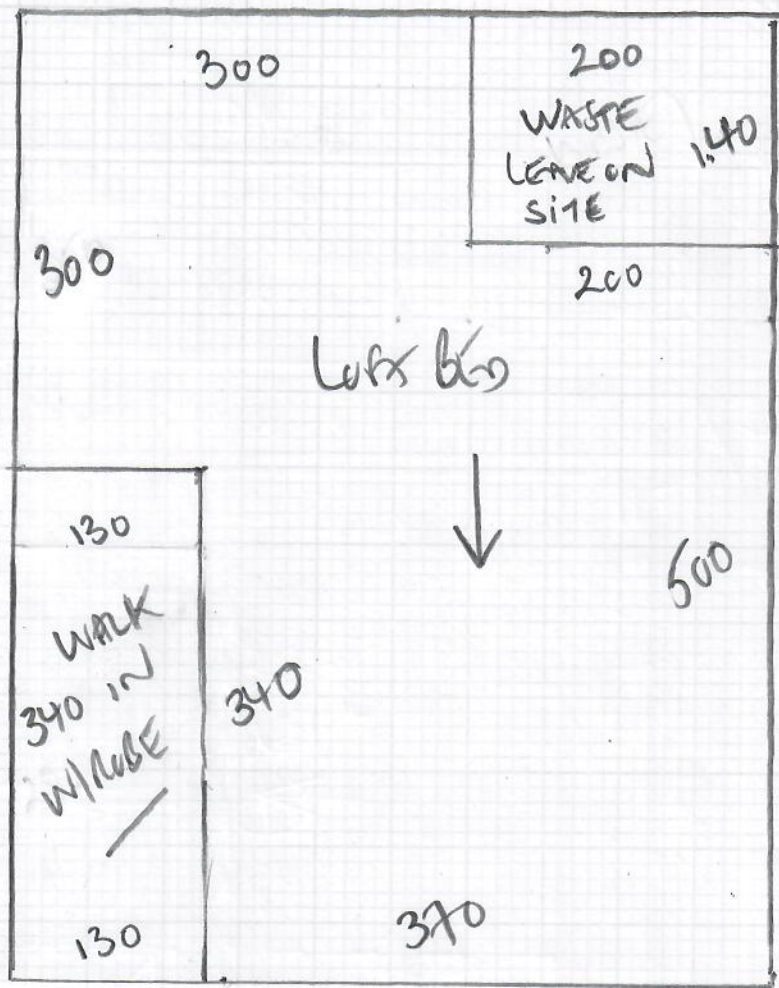 300
200
WASTE
1.40
LEAVE ON
SITE
300
200
LOFT BED
130
500
WALK
340 IN
W/ROBE
340
370
130